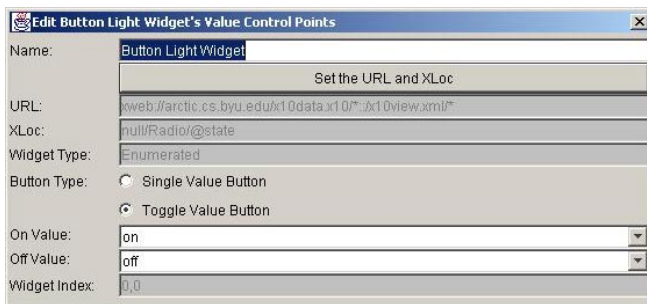 Edit Button Light Widget's Value Control Points
Name: Button Light Widget
Set the URL and XLoc
URL: xweb://arctic.cs.byu.edu/x10data.x10/*::/x10view.xml/*
XLoc: null/Radio/@state
Widget Type: Enumerated
Button Type: Single Value Button
Toggle Value Button
On Value: on
Off Value: off
Widget Index: 0,0